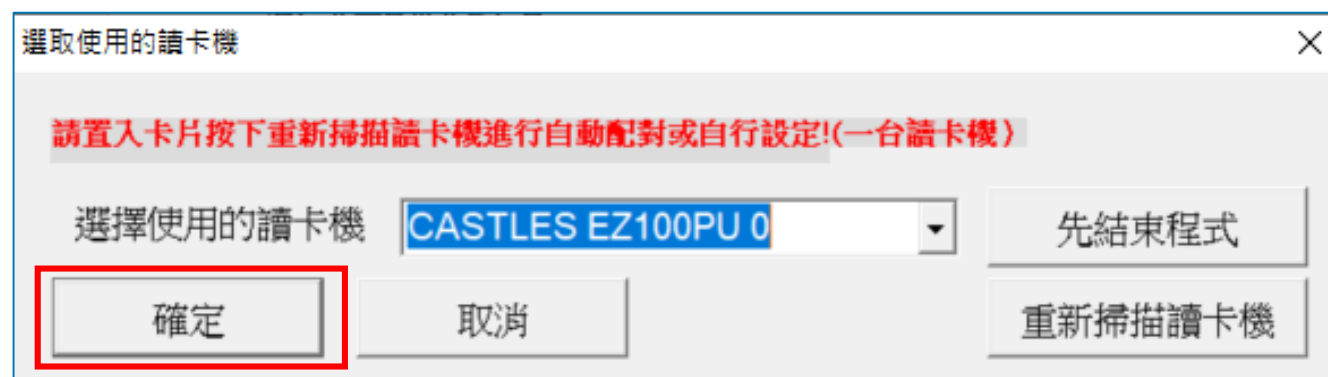 選取使用的讀卡機
請置入卡片按下重新掃描讀卡機進行自動配對或自行設定!(一台讀卡機)
選擇使用的讀卡機 CASTLES EZ100PU 0 先結束程式
確定 取消 重新掃描讀卡機